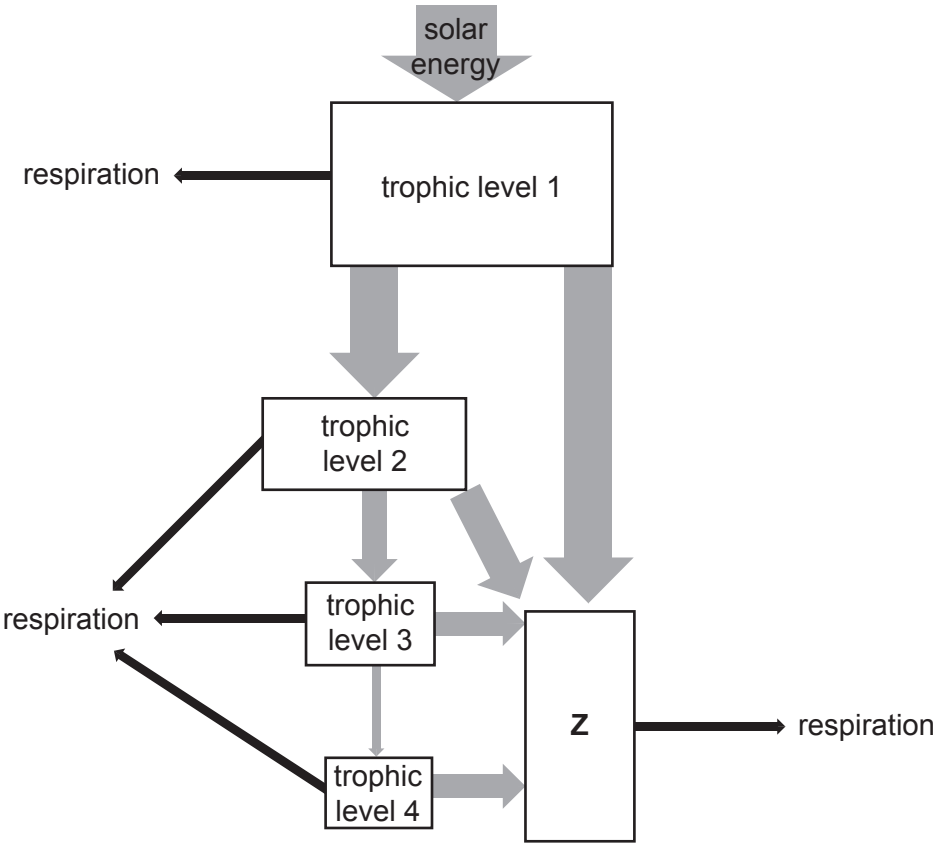 solar
energy
respiration
trophic level 1
trophic
level 2
respiration
trophic
level 3
Z
respiration
trophic
level 4